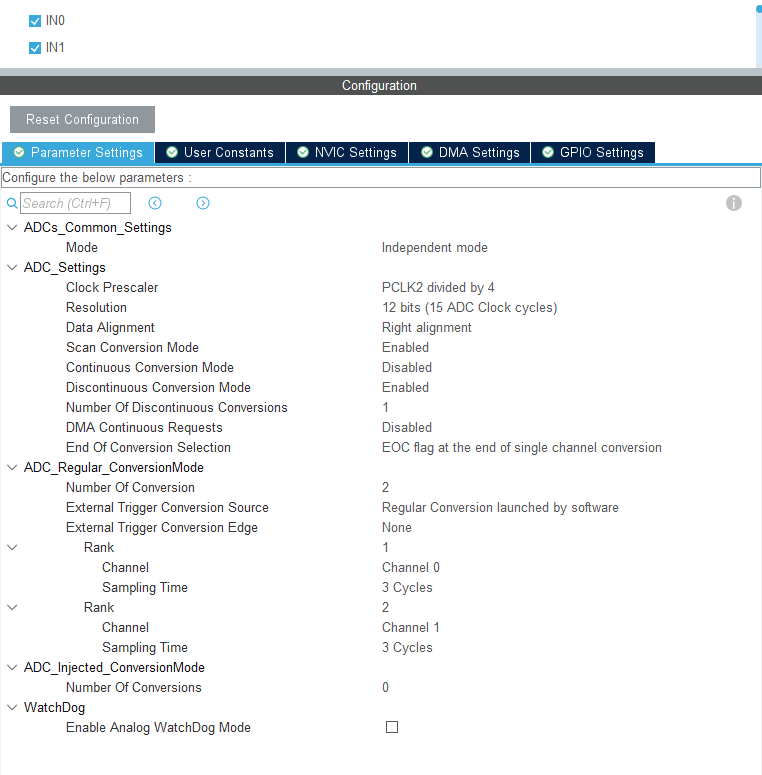 IN0
IN1
Configuration
Reset Configuration
Parameter Settings User Constants NVIC Settings DMA Settings GPIO Settings
Configure the below parameters :
Search (Ctrl+F)
ADCs_Common_Settings
Mode Independent mode
ADC_Settings
Clock Prescaler PCLK2 divided by 4
Resolution 12 bits (15 ADC Clock cycles)
Data Alignment Right alignment
Scan Conversion Mode Enabled
Continuous Conversion Mode Disabled
Discontinuous Conversion Mode Enabled
Number Of Discontinuous Conversions 1
DMA Continuous Requests Disabled
End Of Conversion Selection EOC flag at the end of single channel conversion
ADC_Regular_ConversionMode
Number Of Conversion 2
External Trigger Conversion Source Regular Conversion launched by software
External Trigger Conversion Edge None
Rank 1
Channel Channel 0
Sampling Time 3 Cycles
Rank 2
Channel Channel 1
Sampling Time 3 Cycles
ADC_Injected_ConversionMode
Number Of Conversions 0
WatchDog
Enable Analog WatchDog Mode